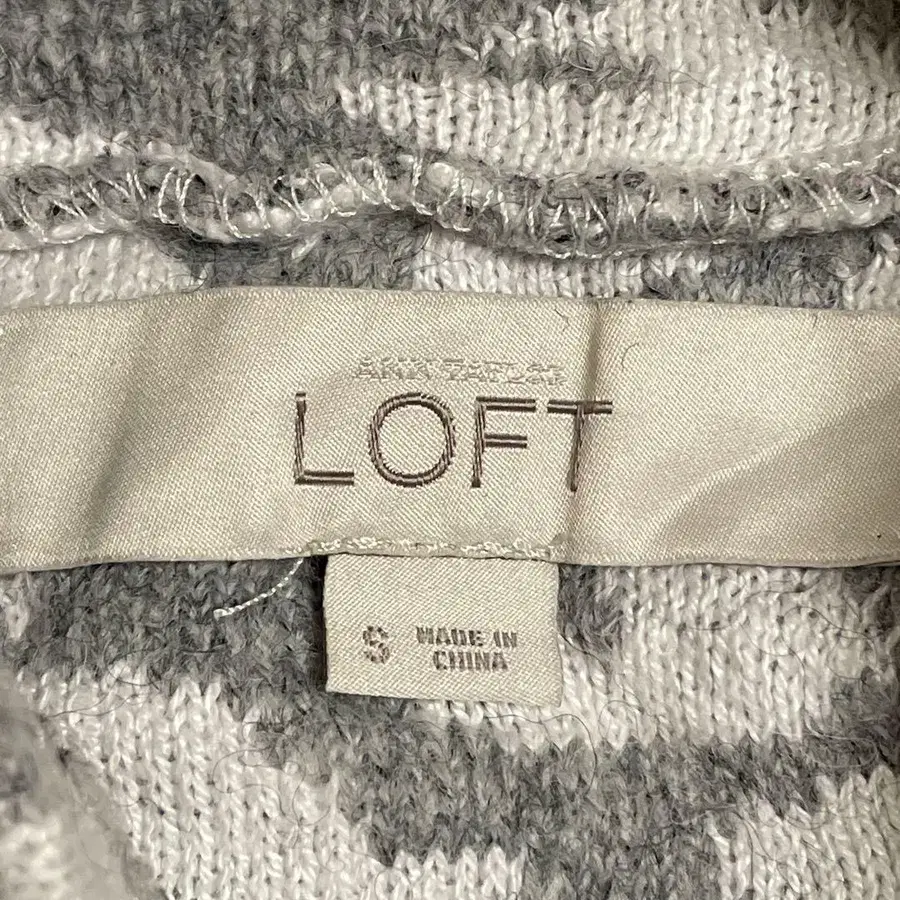 ANN TAYLOR
LOFT
S
MADE IN
CHINA